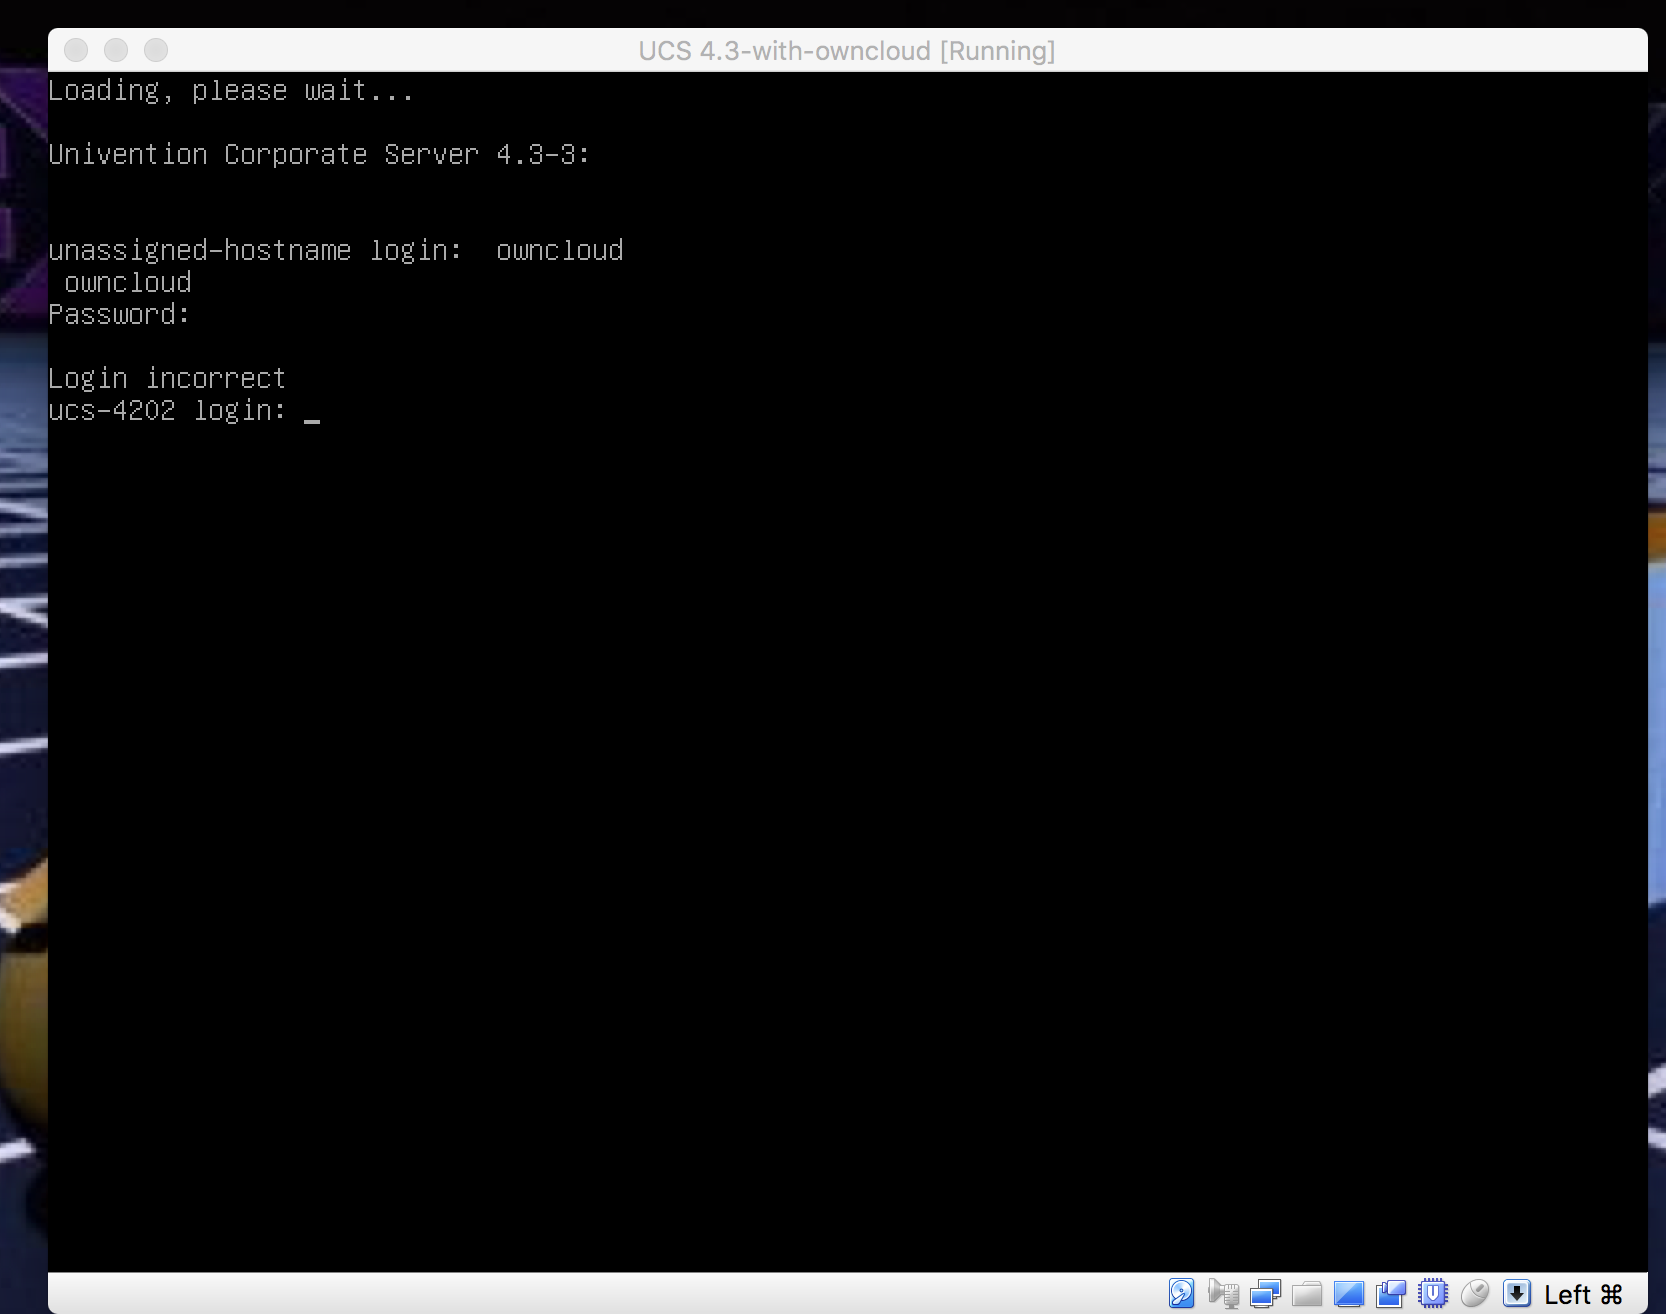 UCS 4.3-with-owncloud [Running]
Loading, please wait...
Univention Corporate Server 4.3-3:
unassigned-hostname login:  owncloud
 owncloud
Password:
Login incorrect
ucs-4202 login: _
Left ⌘